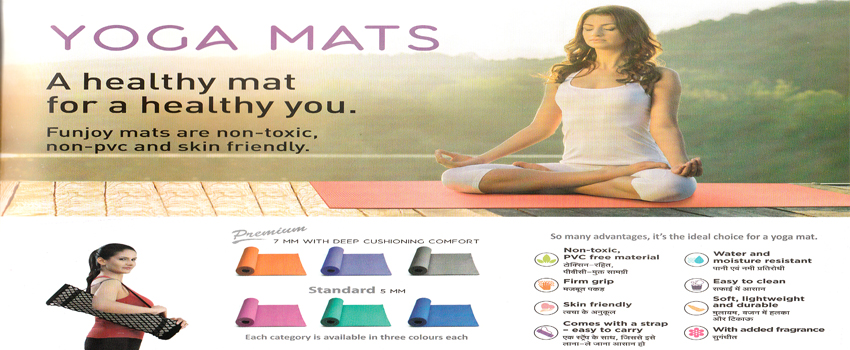 YOGA MATS
A healthy mat
for a healthy you.
Funjoy mats are non-toxic,
non-pvc and skin friendly.
Premium
7 MM WITH DEEP CUSHIONING COMFORT
Standard 5 MM
Each category is available in three colours each
So many advantages, it's the ideal choice for a yoga mat.
Non-toxic,
PVC free material
टॉक्सिन-रहित,
पीवीसी-मुक्त सामग्री
Firm grip
मजबूत पकड़
Skin friendly
त्वचा के अनुकूल
Comes with a strap
– easy to carry
एक स्ट्रैप के साथ, जिससे इसे
लाना-ले जाना आसान हो
Water and
moisture resistant
पानी एवं नमी प्रतिरोधी
Easy to clean
सफाई में आसान
Soft, lightweight
and durable
मुलायम, वजन में हलका
और टिकाऊ
With added fragrance
सुगंधीत